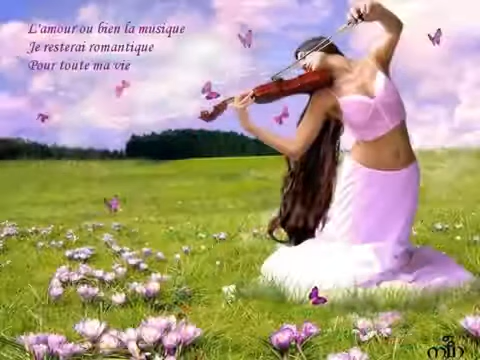 L'amour ou bien la musique
Je resterai romantique
Pour toute ma vie